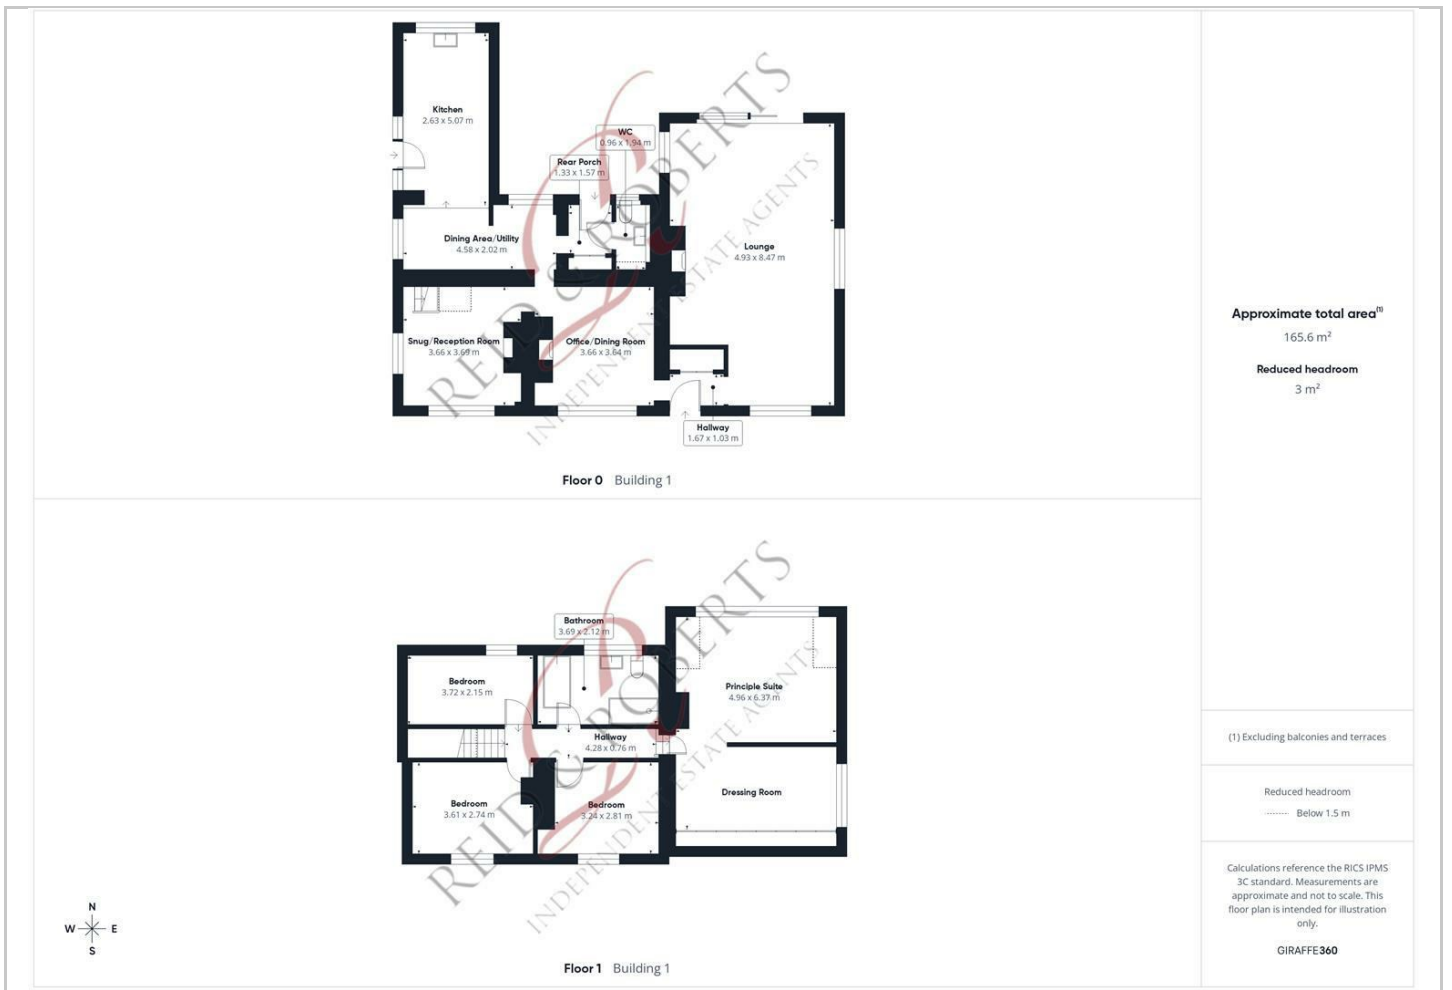 Kitchen
2.63 x 5.07 m
WC
0.96 x 1.94 m
Rear Porch
1.33 x 1.57 m
Dining Area/Utility
4.58 x 2.02 m
Lounge
4.93 x 8.47 m
Snug/Reception Room
3.66 x 3.69 m
Office/Dining Room
3.66 x 3.64 m
Hallway
1.67 x 1.03 m
REID & ROBERTS
INDEPENDENT ESTATE AGENTS
Floor 0 Building 1
Approximate total area(1)
165.6 m²
Reduced headroom
3 m²
Bathroom
3.69 x 2.12 m
Bedroom
3.72 x 2.15 m
Principle Suite
4.96 x 6.37 m
Hallway
4.28 x 0.76 m
Bedroom
3.61 x 2.74 m
Bedroom
3.24 x 2.81 m
Dressing Room
REID & ROBERTS
INDEPENDENT ESTATE AGENTS
N
W E
S
Floor 1 Building 1
(1) Excluding balconies and terraces
Reduced headroom
Below 1.5 m
Calculations reference the RICS IPMS
3C standard. Measurements are
approximate and not to scale. This
floor plan is intended for illustration
only.
GIRAFFE360